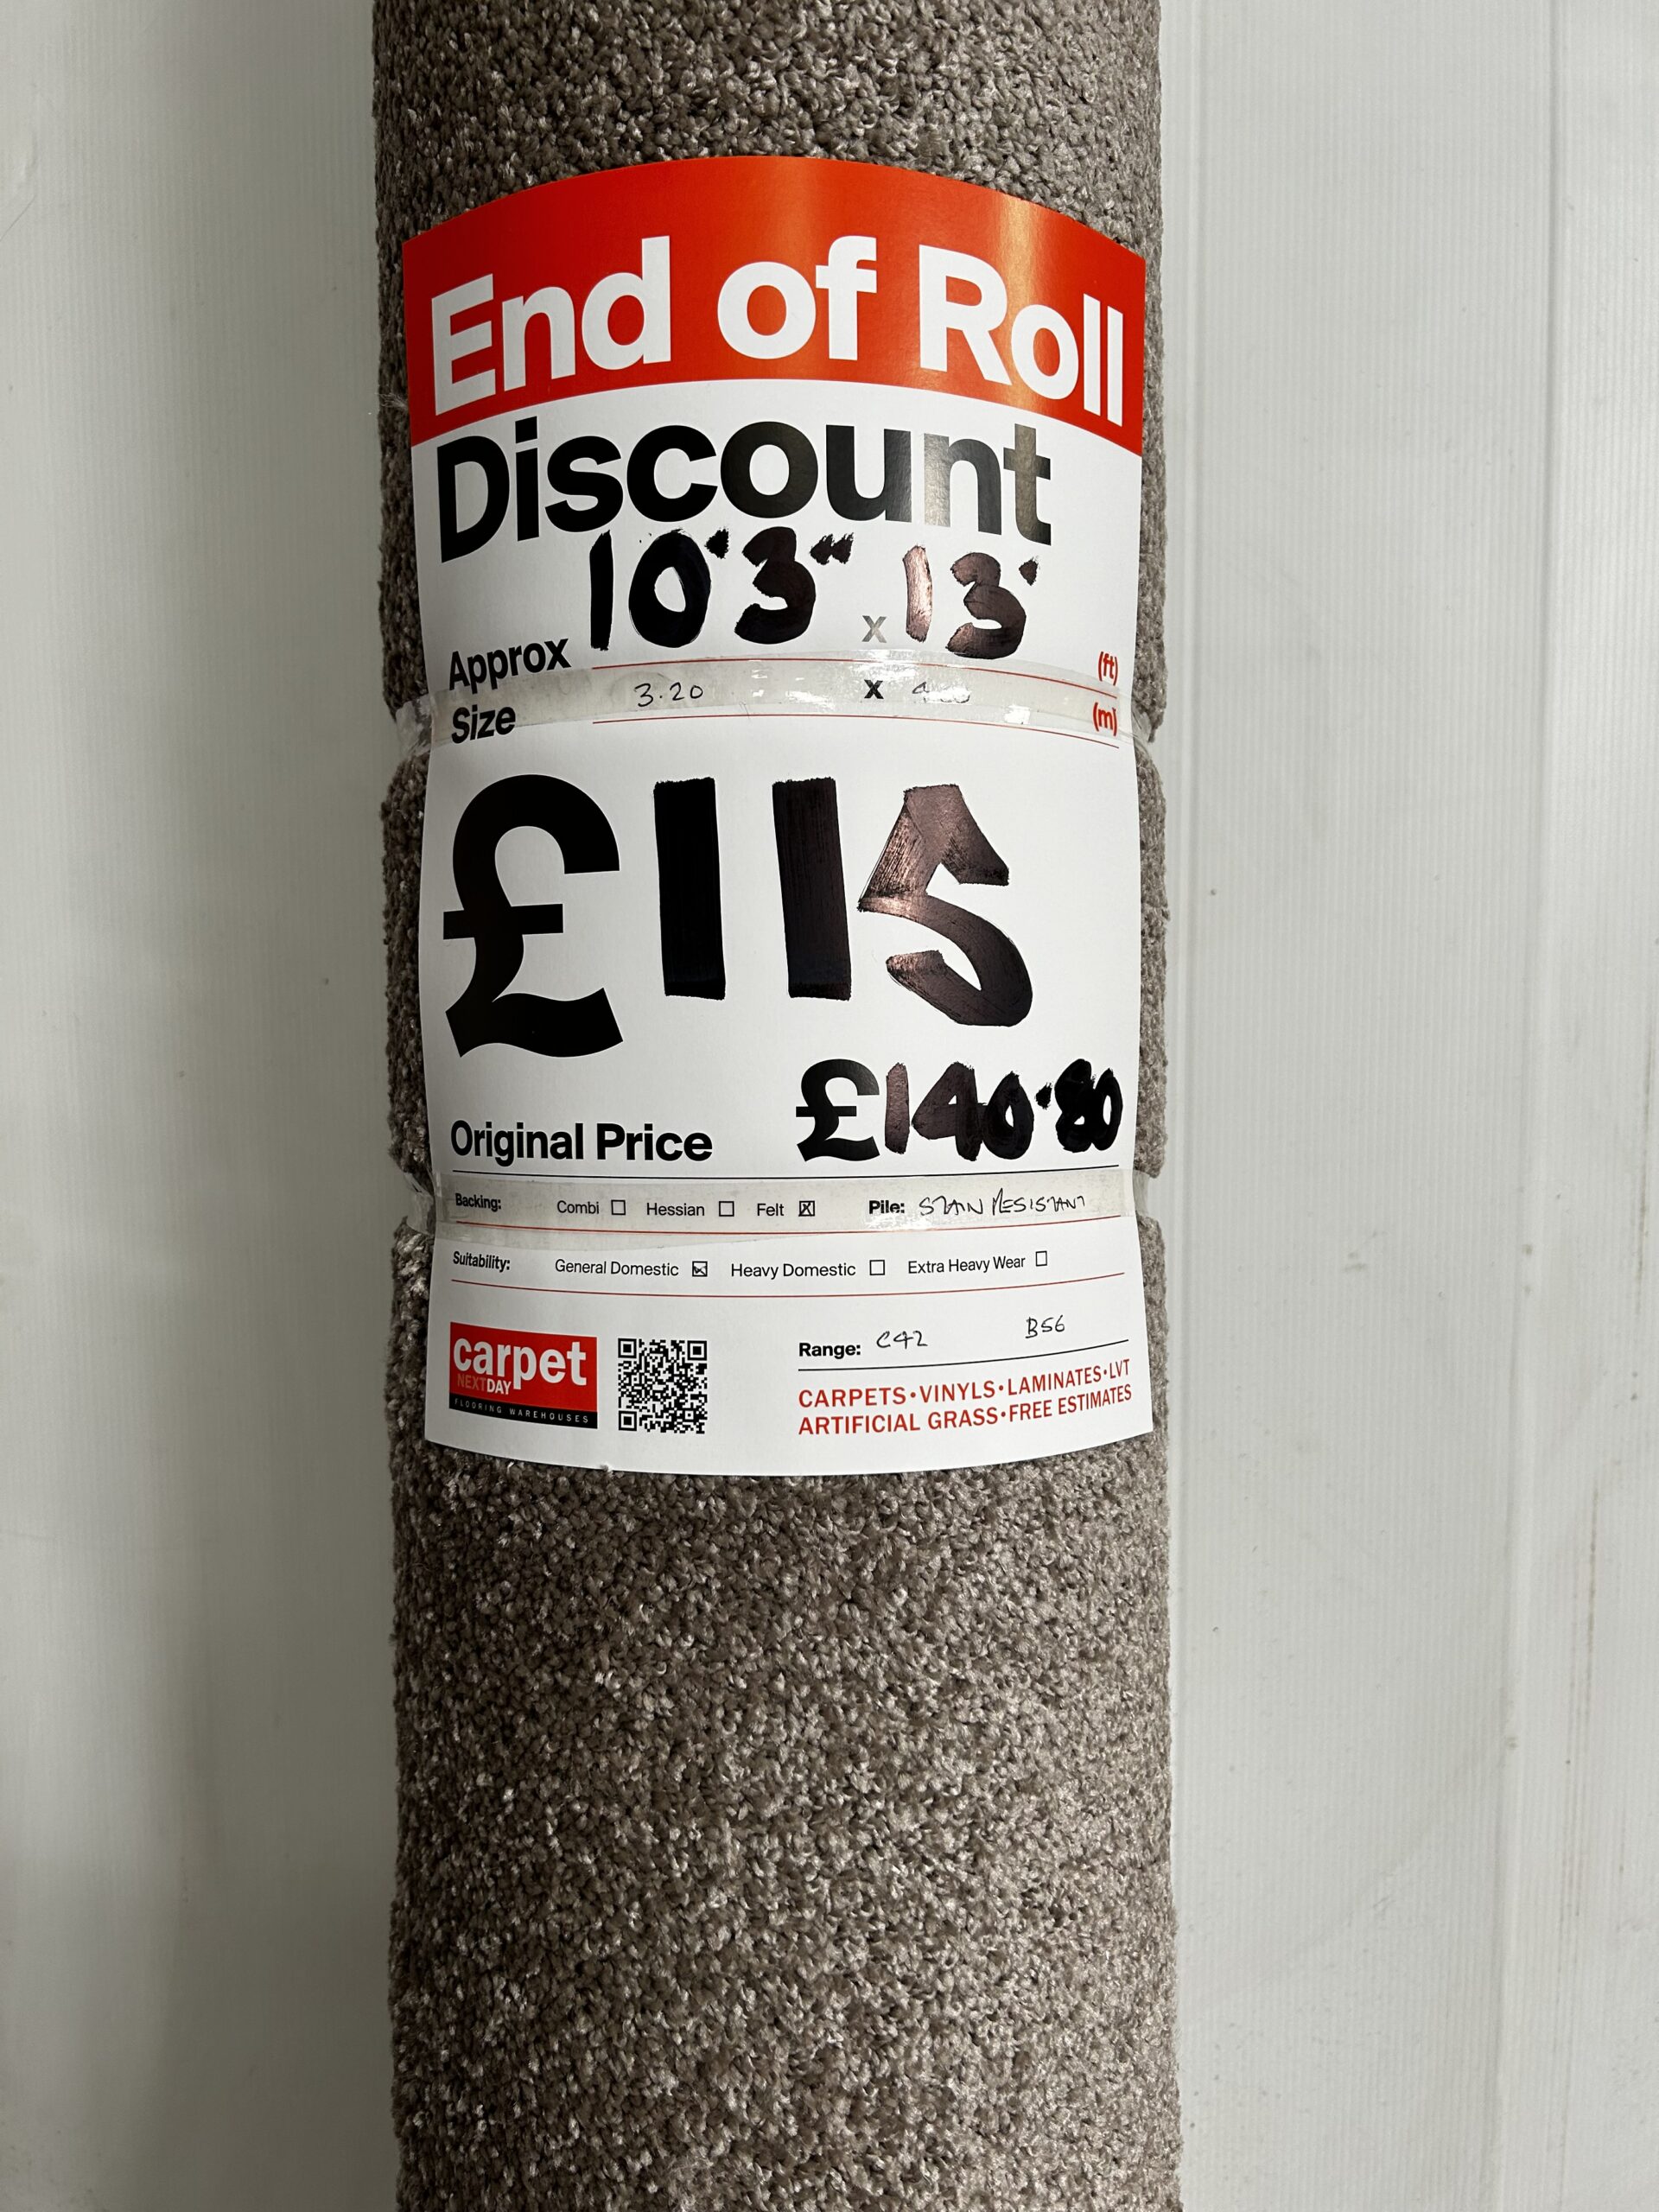 End of Roll
Discount
10'3" x 13' (ft)
Approx
Size
3.20 x (m)
£115
Original Price £140.80
Backing: Combi Hessian Felt Pile: STAIN RESISTANT
Suitability: General Domestic Heavy Domestic Extra Heavy Wear
carpet
NEXTDAY
FLOORING WAREHOUSES
Range: C42 B56
CARPETS•VINYLS•LAMINATES•LVT
ARTIFICIAL GRASS•FREE ESTIMATES